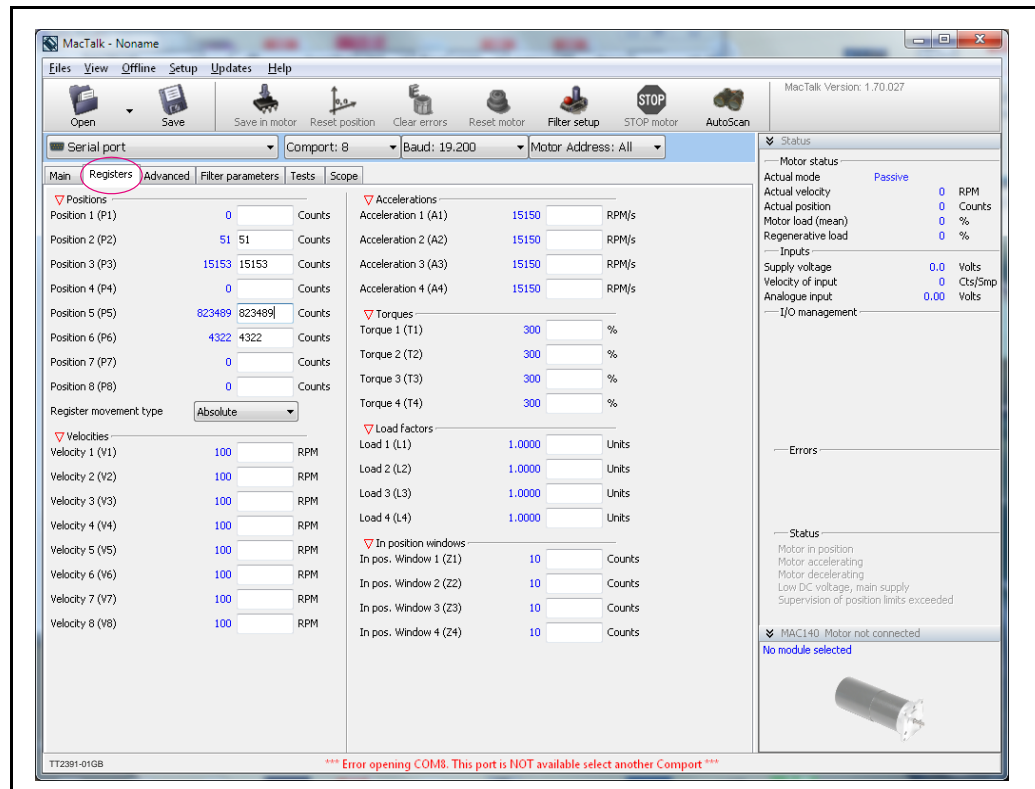 MacTalk - Noname
Files View Offline Setup Updates Help
Open Save Save in motor Reset position Clear errors Reset motor Filter setup STOP STOP motor AutoScan
MacTalk Version: 1.70.027
Serial port Comport: 8 Baud: 19.200 Motor Address: All
Main Registers Advanced Filter parameters Tests Scope
Positions
Position 1 (P1) 0 Counts
Position 2 (P2) 51 51 Counts
Position 3 (P3) 15153 15153 Counts
Position 4 (P4) 0 Counts
Position 5 (P5) 823489 823489 Counts
Position 6 (P6) 4322 4322 Counts
Position 7 (P7) 0 Counts
Position 8 (P8) 0 Counts
Register movement type Absolute
Velocities
Velocity 1 (V1) 100 RPM
Velocity 2 (V2) 100 RPM
Velocity 3 (V3) 100 RPM
Velocity 4 (V4) 100 RPM
Velocity 5 (V5) 100 RPM
Velocity 6 (V6) 100 RPM
Velocity 7 (V7) 100 RPM
Velocity 8 (V8) 100 RPM
Accelerations
Acceleration 1 (A1) 15150 RPM/s
Acceleration 2 (A2) 15150 RPM/s
Acceleration 3 (A3) 15150 RPM/s
Acceleration 4 (A4) 15150 RPM/s
Torques
Torque 1 (T1) 300 %
Torque 2 (T2) 300 %
Torque 3 (T3) 300 %
Torque 4 (T4) 300 %
Load factors
Load 1 (L1) 1.0000 Units
Load 2 (L2) 1.0000 Units
Load 3 (L3) 1.0000 Units
Load 4 (L4) 1.0000 Units
In position windows
In pos. Window 1 (Z1) 10 Counts
In pos. Window 2 (Z2) 10 Counts
In pos. Window 3 (Z3) 10 Counts
In pos. Window 4 (Z4) 10 Counts
Status
Motor status
Actual mode Passive
Actual velocity 0 RPM
Actual position 0 Counts
Motor load (mean) 0 %
Regenerative load 0 %
Inputs
Supply voltage 0.0 Volts
Velocity of input 0 Cts/Smp
Analogue input 0.00 Volts
I/O management
Errors
Status
Motor in position
Motor accelerating
Motor decelerating
Low DC voltage, main supply
Supervision of position limits exceeded
MAC140 Motor not connected
No module selected
TT2391-01GB
*** Error opening COM8. This port is NOT available select another Comport ***